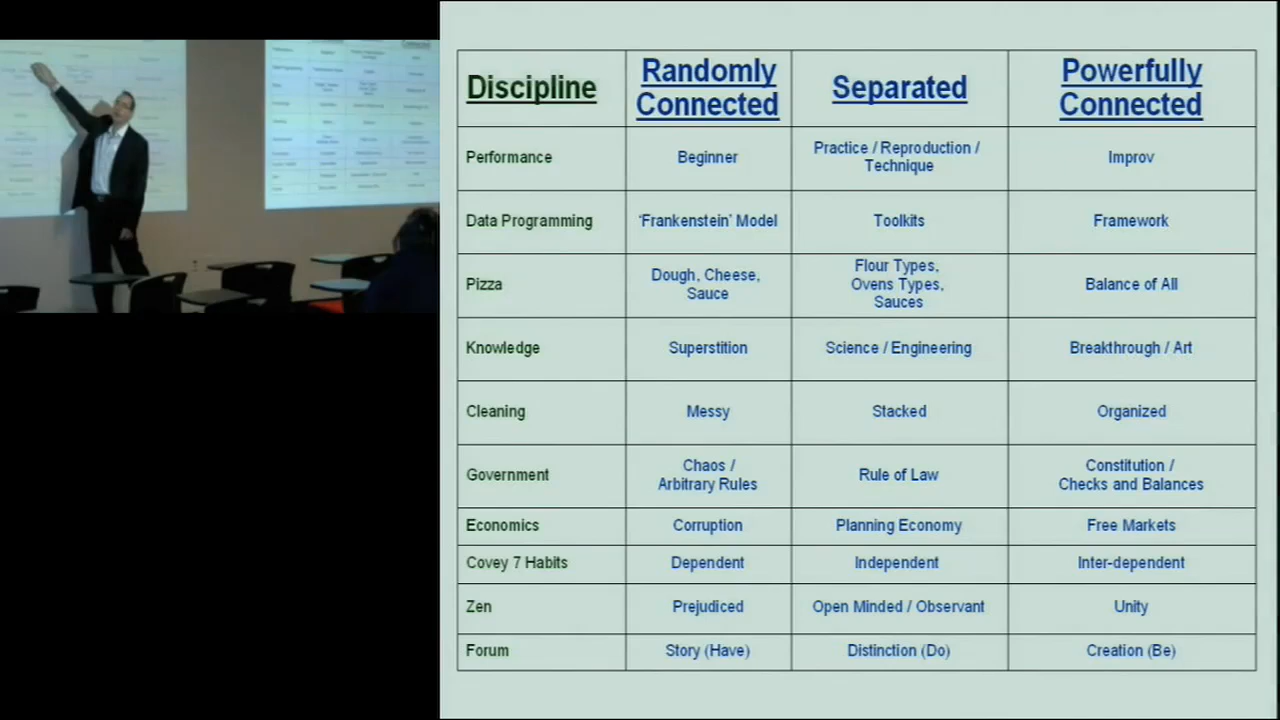 Discipline
Randomly
Connected
Separated
Powerfully
Connected
Performance
Beginner
Practice / Reproduction /
Technique
Improv
Data Programming
‘Frankenstein’ Model
Toolkits
Framework
Pizza
Dough, Cheese,
Sauce
Flour Types,
Ovens Types,
Sauces
Balance of All
Knowledge
Superstition
Science / Engineering
Breakthrough / Art
Cleaning
Messy
Stacked
Organized
Government
Chaos /
Arbitrary Rules
Rule of Law
Constitution /
Checks and Balances
Economics
Corruption
Planning Economy
Free Markets
Covey 7 Habits
Dependent
Independent
Inter-dependent
Zen
Prejudiced
Open Minded / Observant
Unity
Forum
Story (Have)
Distinction (Do)
Creation (Be)